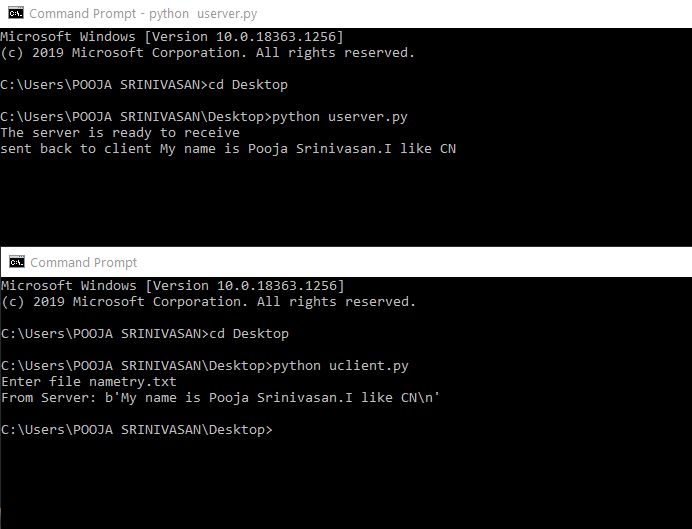 Command Prompt - python  userver.py
Microsoft Windows [Version 10.0.18363.1256]
(c) 2019 Microsoft Corporation. All rights reserved.
C:\Users\POOJA SRINIVASAN>cd Desktop
C:\Users\POOJA SRINIVASAN\Desktop>python userver.py
The server is ready to receive
sent back to client My name is Pooja Srinivasan.I like CN
Command Prompt
Microsoft Windows [Version 10.0.18363.1256]
(c) 2019 Microsoft Corporation. All rights reserved.
C:\Users\POOJA SRINIVASAN>cd Desktop
C:\Users\POOJA SRINIVASAN\Desktop>python uclient.py
Enter file nametry.txt
From Server: b'My name is Pooja Srinivasan.I like CN\n'
C:\Users\POOJA SRINIVASAN\Desktop>